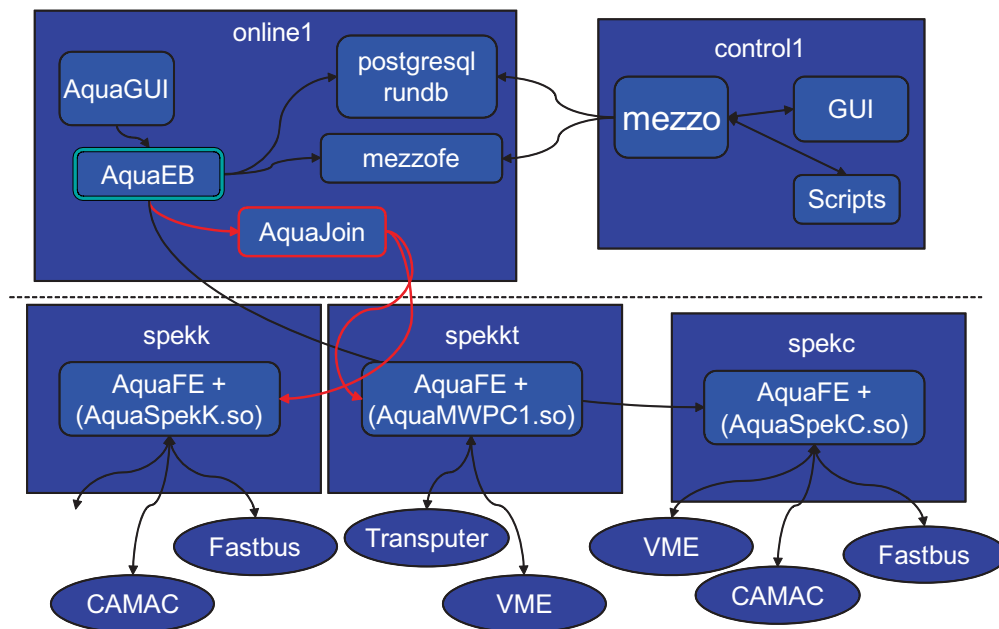 online1
AquaGUI
postgresql
rundb
AquaEB
mezzofe
AquaJoin
control1
mezzo
GUI
Scripts
spekk
AquaFE +
(AquaSpekK.so)
spekkt
AquaFE +
(AquaMWPC1.so)
spekc
AquaFE +
(AquaSpekC.so)
CAMAC
Fastbus
Transputer
VME
VME
CAMAC
Fastbus